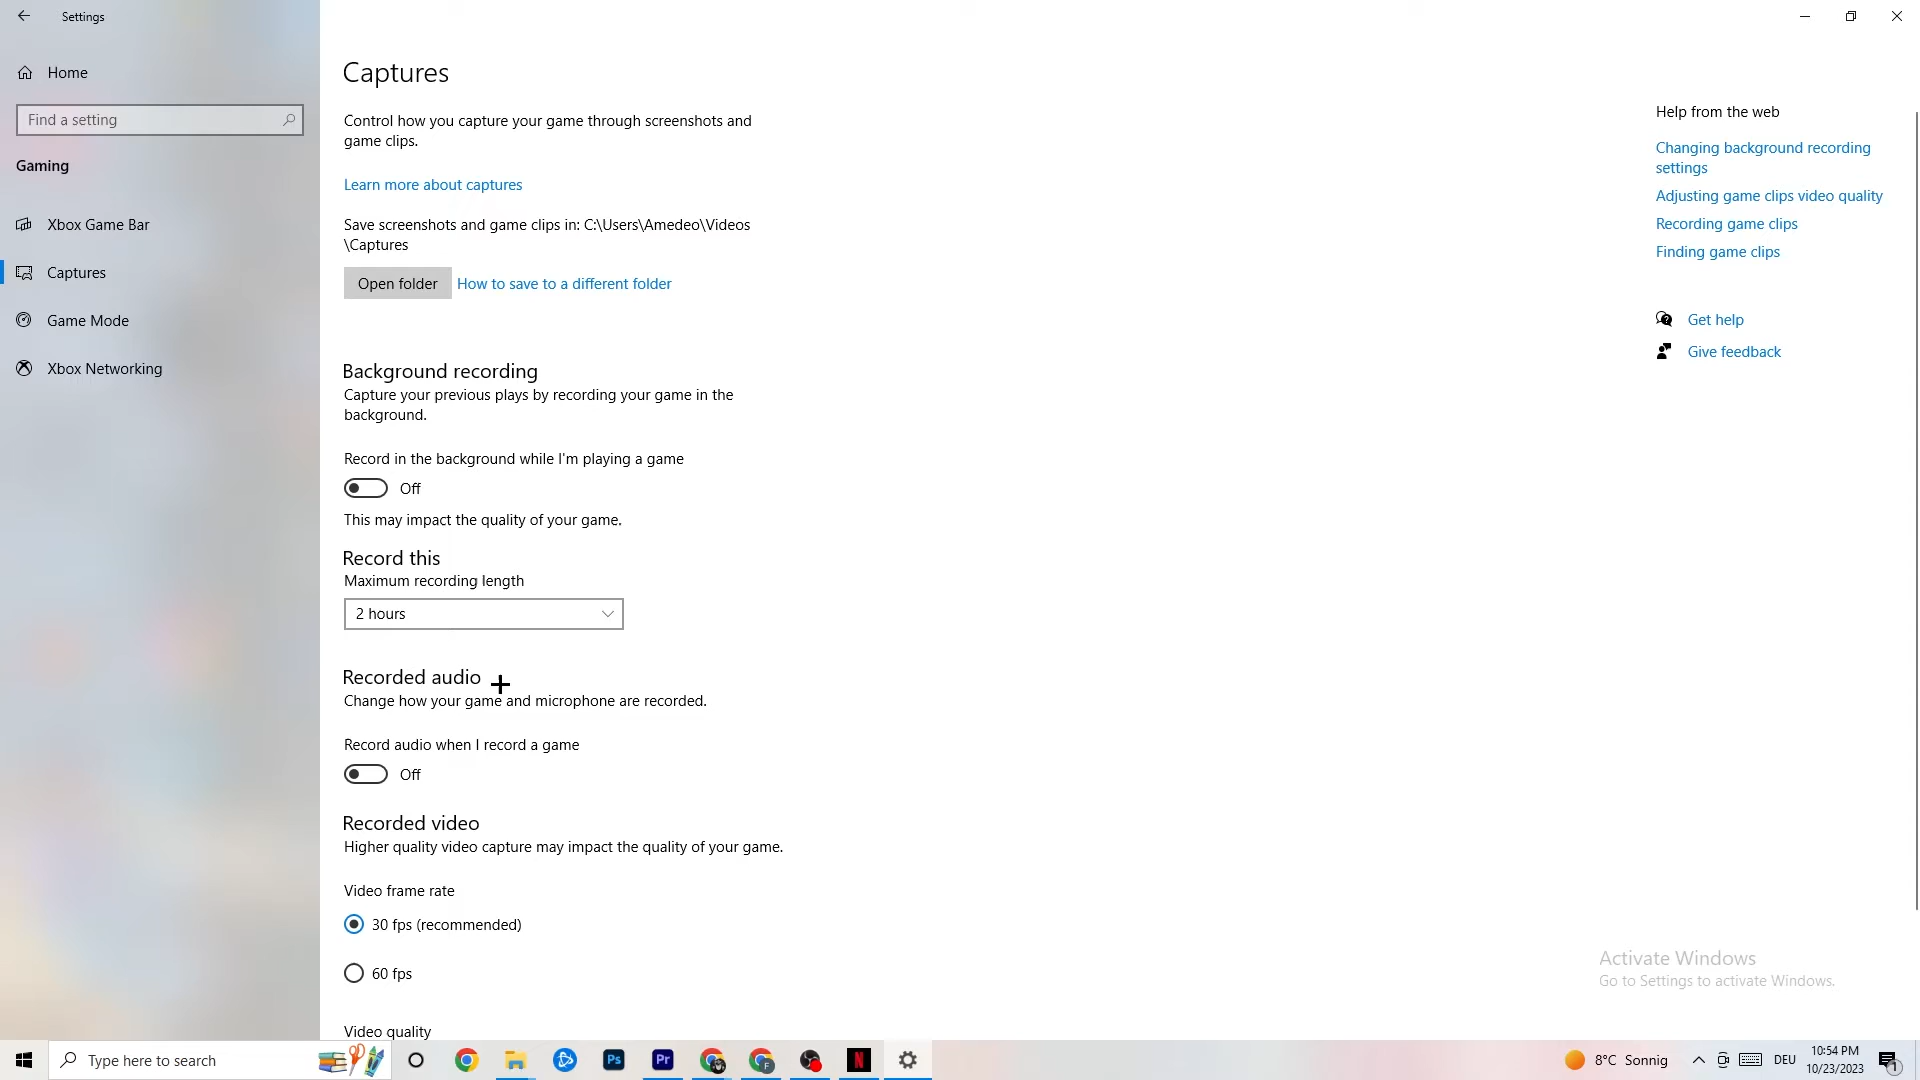 Settings
Home
Find a setting
Gaming
Xbox Game Bar
Captures
Game Mode
Xbox Networking
Captures
Control how you capture your game through screenshots and
game clips.
Learn more about captures
Save screenshots and game clips in: C:\Users\Amedeo\Videos
\Captures
Open folder
How to save to a different folder
Background recording
Capture your previous plays by recording your game in the
background.
Record in the background while I'm playing a game
Off
This may impact the quality of your game.
Record this
Maximum recording length
2 hours
Recorded audio
Change how your game and microphone are recorded.
Record audio when I record a game
Off
Recorded video
Higher quality video capture may impact the quality of your game.
Video frame rate
30 fps (recommended)
60 fps
Video quality
Help from the web
Changing background recording
settings
Adjusting game clips video quality
Recording game clips
Finding game clips
Get help
Give feedback
Activate Windows
Go to Settings to activate Windows.
Type here to search
Ps
Pr
F
N
8°C Sonnig
DEU
10:54 PM
10/23/2023
1